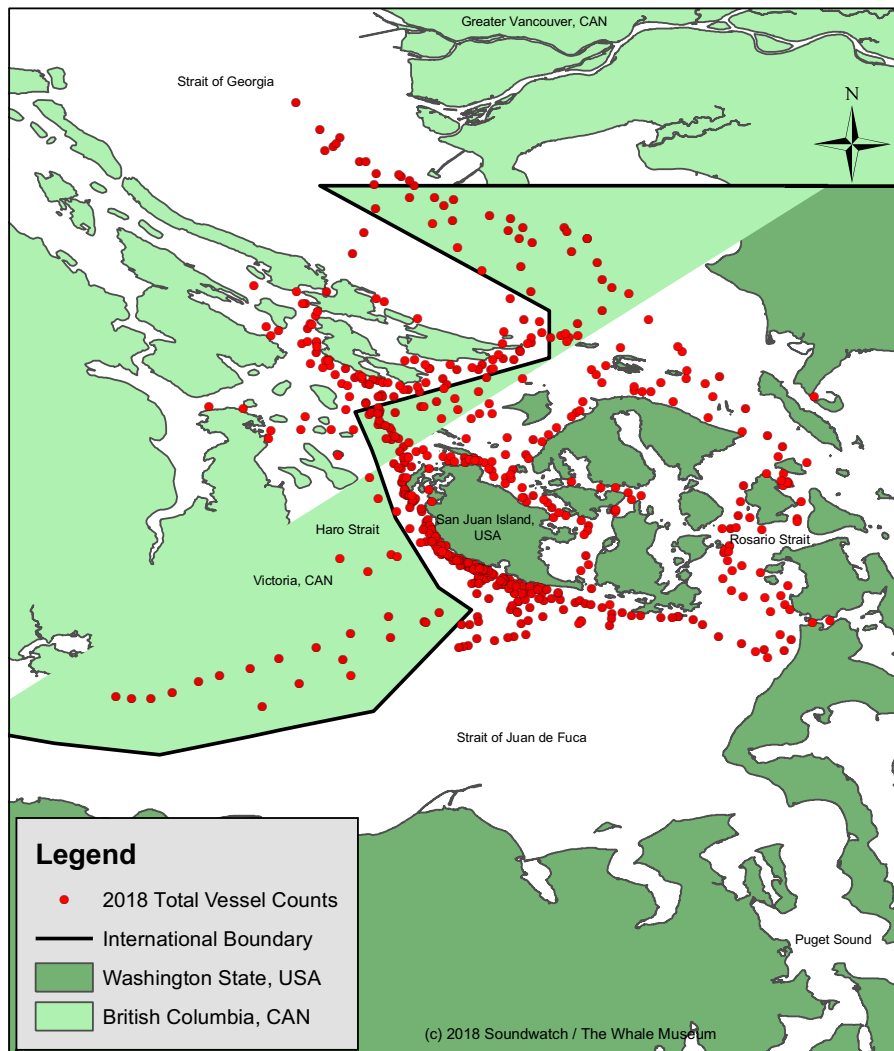 Greater Vancouver, CAN
Strait of Georgia
N
San Juan Island,
USA
Haro Strait
Rosario Strait
Victoria, CAN
Strait of Juan de Fuca
Legend
2018 Total Vessel Counts
International Boundary
Washington State, USA
British Columbia, CAN
Puget Sound
(c) 2018 Soundwatch / The Whale Museum